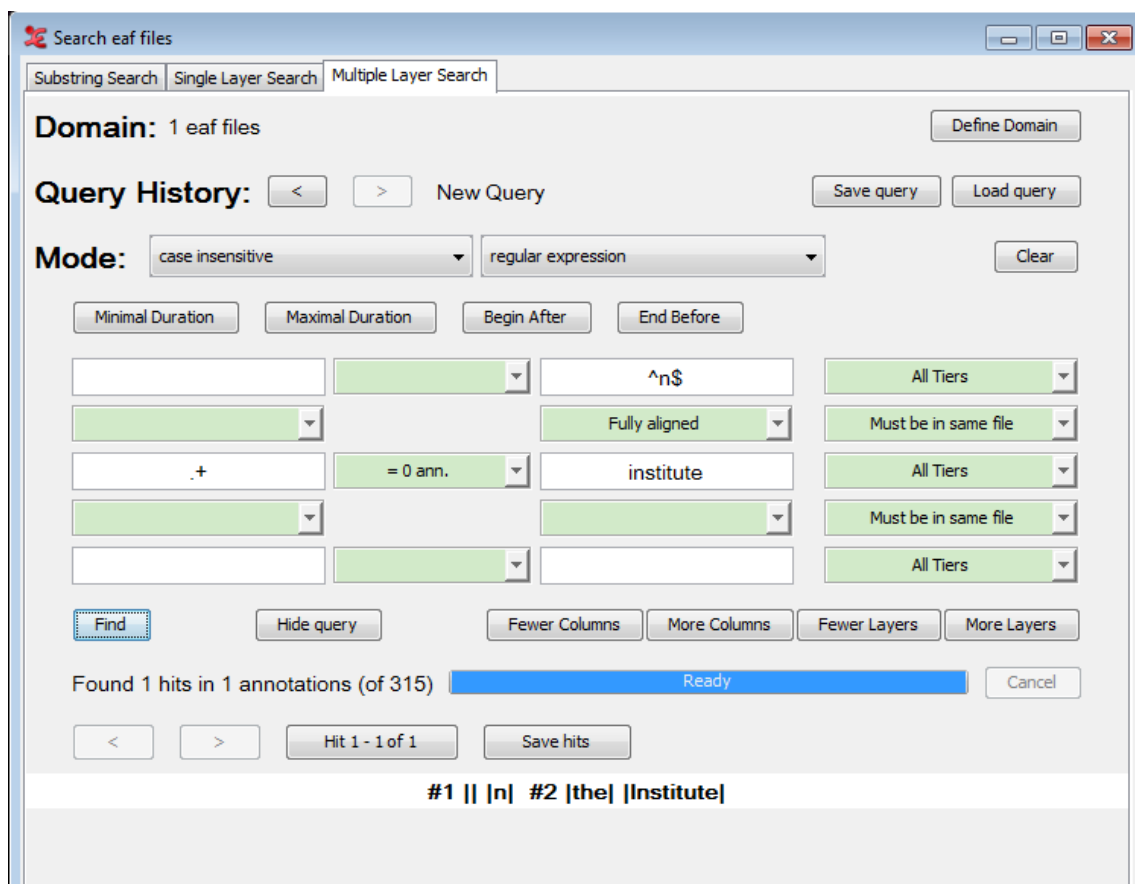 Search eaf files
Substring Search Single Layer Search Multiple Layer Search
Domain: 1 eaf files Define Domain
Query History: < > New Query Save query Load query
Mode: case insensitive regular expression Clear
Minimal Duration Maximal Duration Begin After End Before
^n$ All Tiers
Fully aligned Must be in same file
.+ = 0 ann. institute All Tiers
Must be in same file
All Tiers
Find Hide query Fewer Columns More Columns Fewer Layers More Layers
Found 1 hits in 1 annotations (of 315) Ready Cancel
< > Hit 1 - 1 of 1 Save hits
#1 || |n| #2 |the| |Institute|